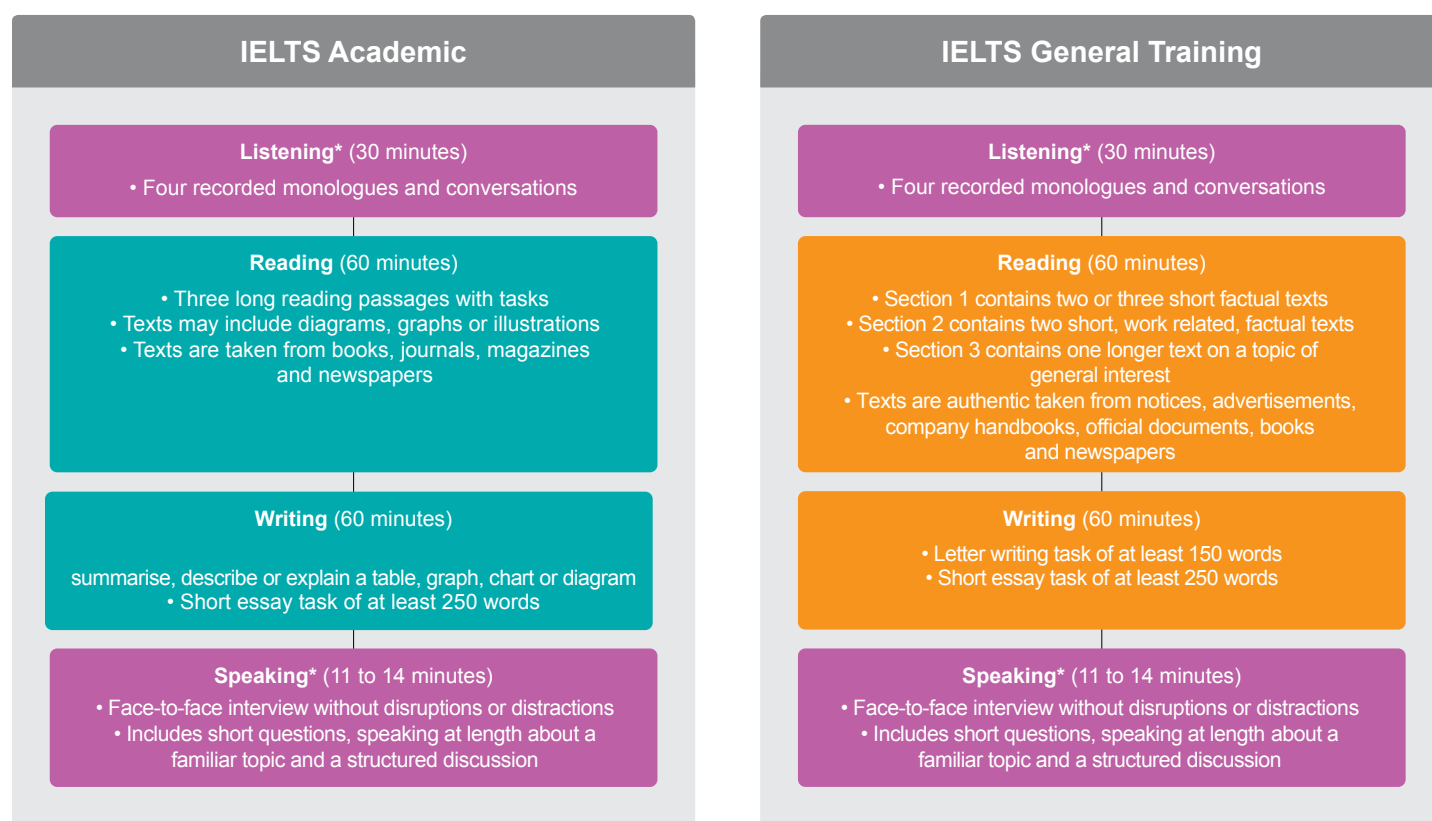 IELTS Academic
Listening* (30 minutes)
• Four recorded monologues and conversations
Reading (60 minutes)
• Three long reading passages with tasks
• Texts may include diagrams, graphs or illustrations
• Texts are taken from books, journals, magazines
and newspapers
Writing (60 minutes)
summarise, describe or explain a table, graph, chart or diagram
• Short essay task of at least 250 words
Speaking* (11 to 14 minutes)
• Face-to-face interview without disruptions or distractions
• Includes short questions, speaking at length about a
familiar topic and a structured discussion
IELTS General Training
Listening* (30 minutes)
• Four recorded monologues and conversations
Reading (60 minutes)
• Section 1 contains two or three short factual texts
• Section 2 contains two short, work related, factual texts
• Section 3 contains one longer text on a topic of
general interest
• Texts are authentic taken from notices, advertisements,
company handbooks, official documents, books
and newspapers
Writing (60 minutes)
• Letter writing task of at least 150 words
• Short essay task of at least 250 words
Speaking* (11 to 14 minutes)
• Face-to-face interview without disruptions or distractions
• Includes short questions, speaking at length about a
familiar topic and a structured discussion